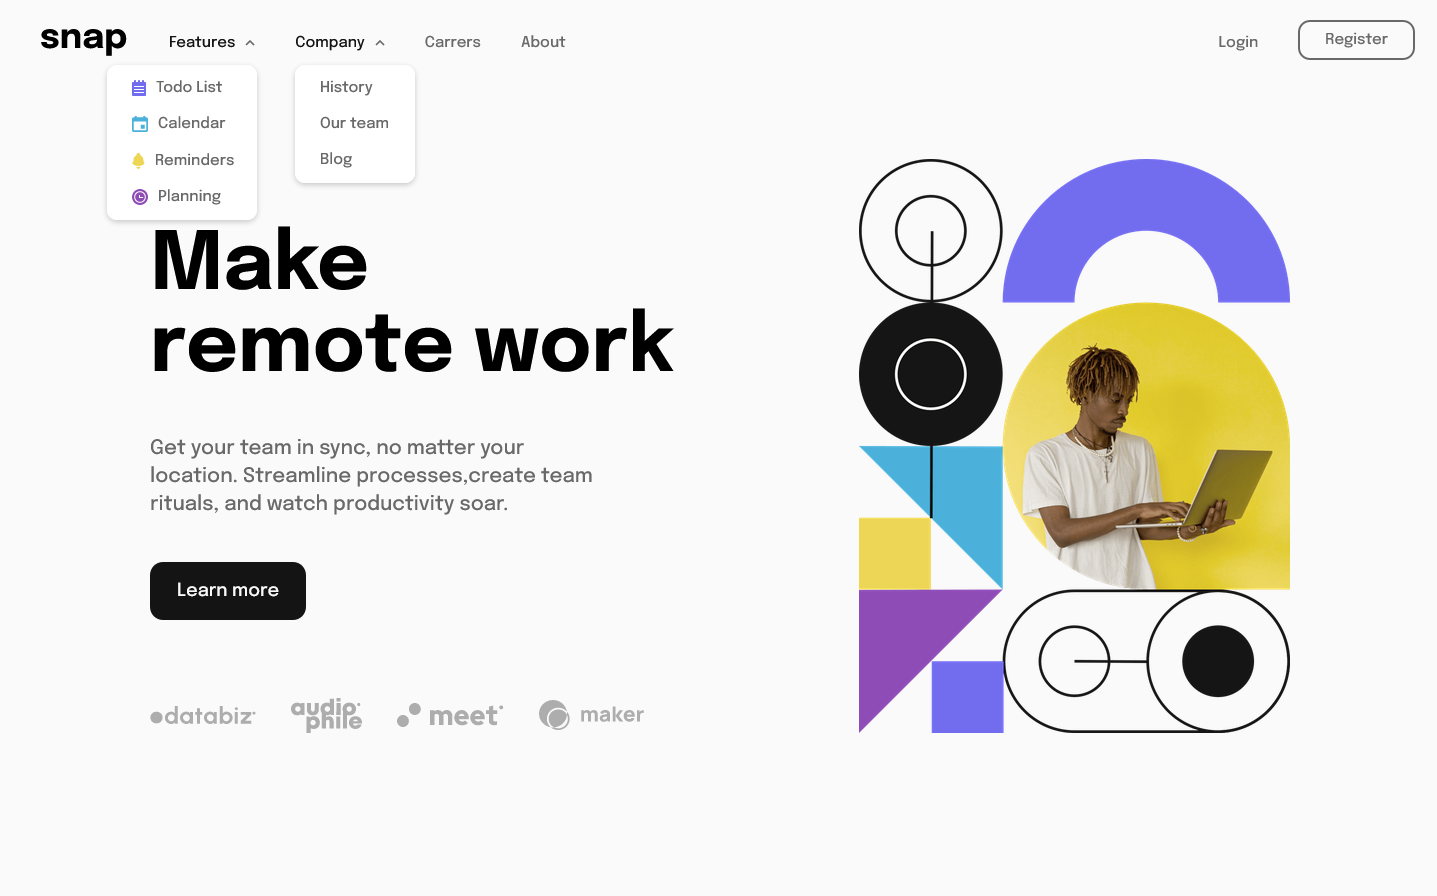 snap
Features
Company
Carrers
About
Login
Register
Todo List
Calendar
Reminders
Planning
History
Our team
Blog
Make
remote work
Get your team in sync, no matter your
location. Streamline processes,create team
rituals, and watch productivity soar.
Learn more
databiz
audio
phile
meet
maker